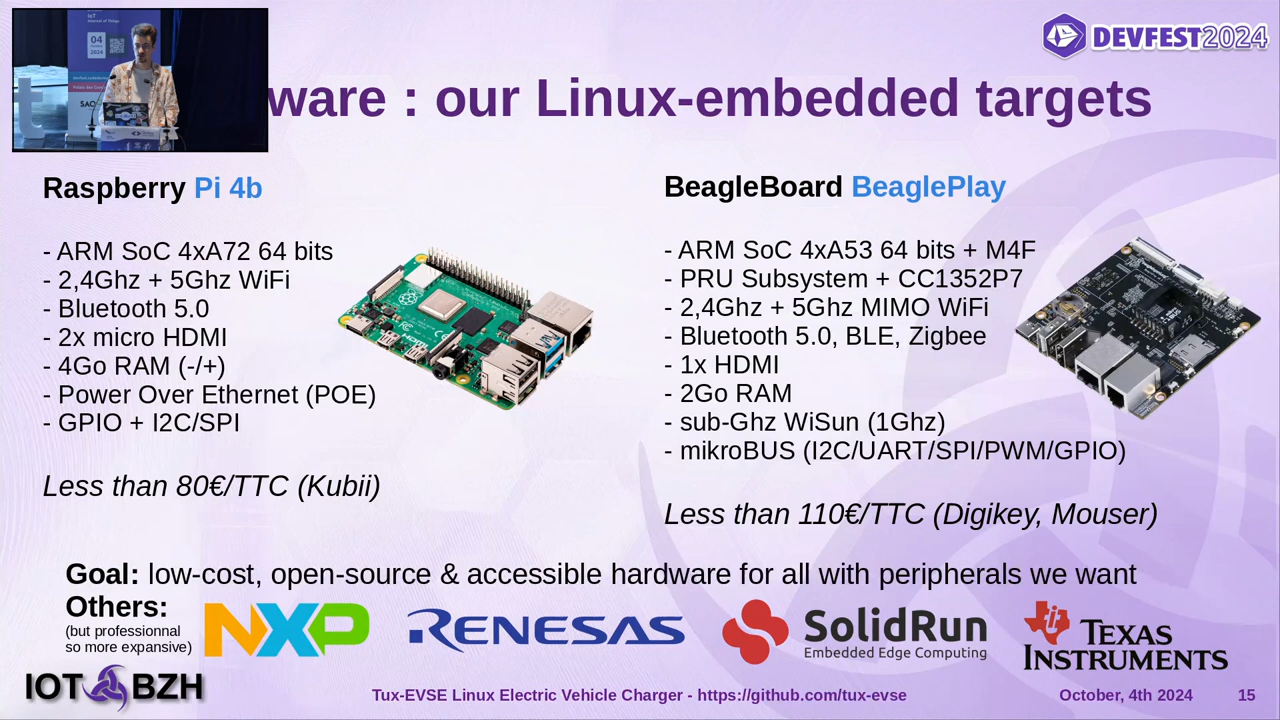 IoT
04
2024
DEVFEST2024
ware : our Linux-embedded targets
Raspberry Pi 4b
- ARM SoC 4xA72 64 bits
- 2,4Ghz + 5Ghz WiFi
- Bluetooth 5.0
- 2x micro HDMI
- 4Go RAM (-/+)
- Power Over Ethernet (POE)
- GPIO + I2C/SPI
Less than 80€/TTC (Kubii)
BeagleBoard BeaglePlay
- ARM SoC 4xA53 64 bits + M4F
- PRU Subsystem + CC1352P7
- 2,4Ghz + 5Ghz MIMO WiFi
- Bluetooth 5.0, BLE, Zigbee
- 1x HDMI
- 2Go RAM
- sub-Ghz WiSun (1Ghz)
- mikroBUS (I2C/UART/SPI/PWM/GPIO)
Less than 110€/TTC (Digikey, Mouser)
Goal: low-cost, open-source & accessible hardware for all with peripherals we want
Others:
(but professionnal
so more expensive)
NXP
RENESAS
SolidRun
Embedded Edge Computing
TEXAS
INSTRUMENTS
IOT BZH
Tux-EVSE Linux Electric Vehicle Charger - https://github.com/tux-evse
October, 4th 2024
15